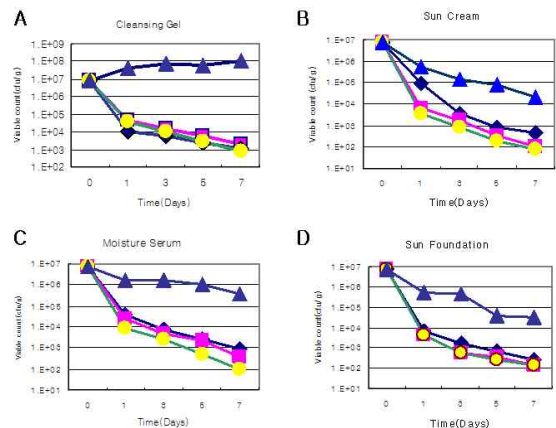 A
Cleansing Gel
1.E+09
1.E+08
1.E+07
1.E+06
1.E+05
1.E+04
1.E+03
1.E+02
Viable count (cfu/g)
0 1 3 5 7
Time(Days)
B
Sun Cream
1.E+07
1.E+06
1.E+05
1.E+04
1.E+03
1.E+02
1.E+01
Viable count (cfu/g)
0 1 3 5 7
Time(Days)
C
Moisture Serum
1.E+07
1.E+06
1.E+05
1.E+04
1.E+03
1.E+02
1.E+01
Viable count(cfu/g)
0 1 3 5 7
Time(Days)
D
Sun Foundation
1.E+07
1.E+06
1.E+05
1.E+04
1.E+03
1.E+02
1.E+01
Viable count(cfu/g)
0 1 3 5 7
Time(Days)